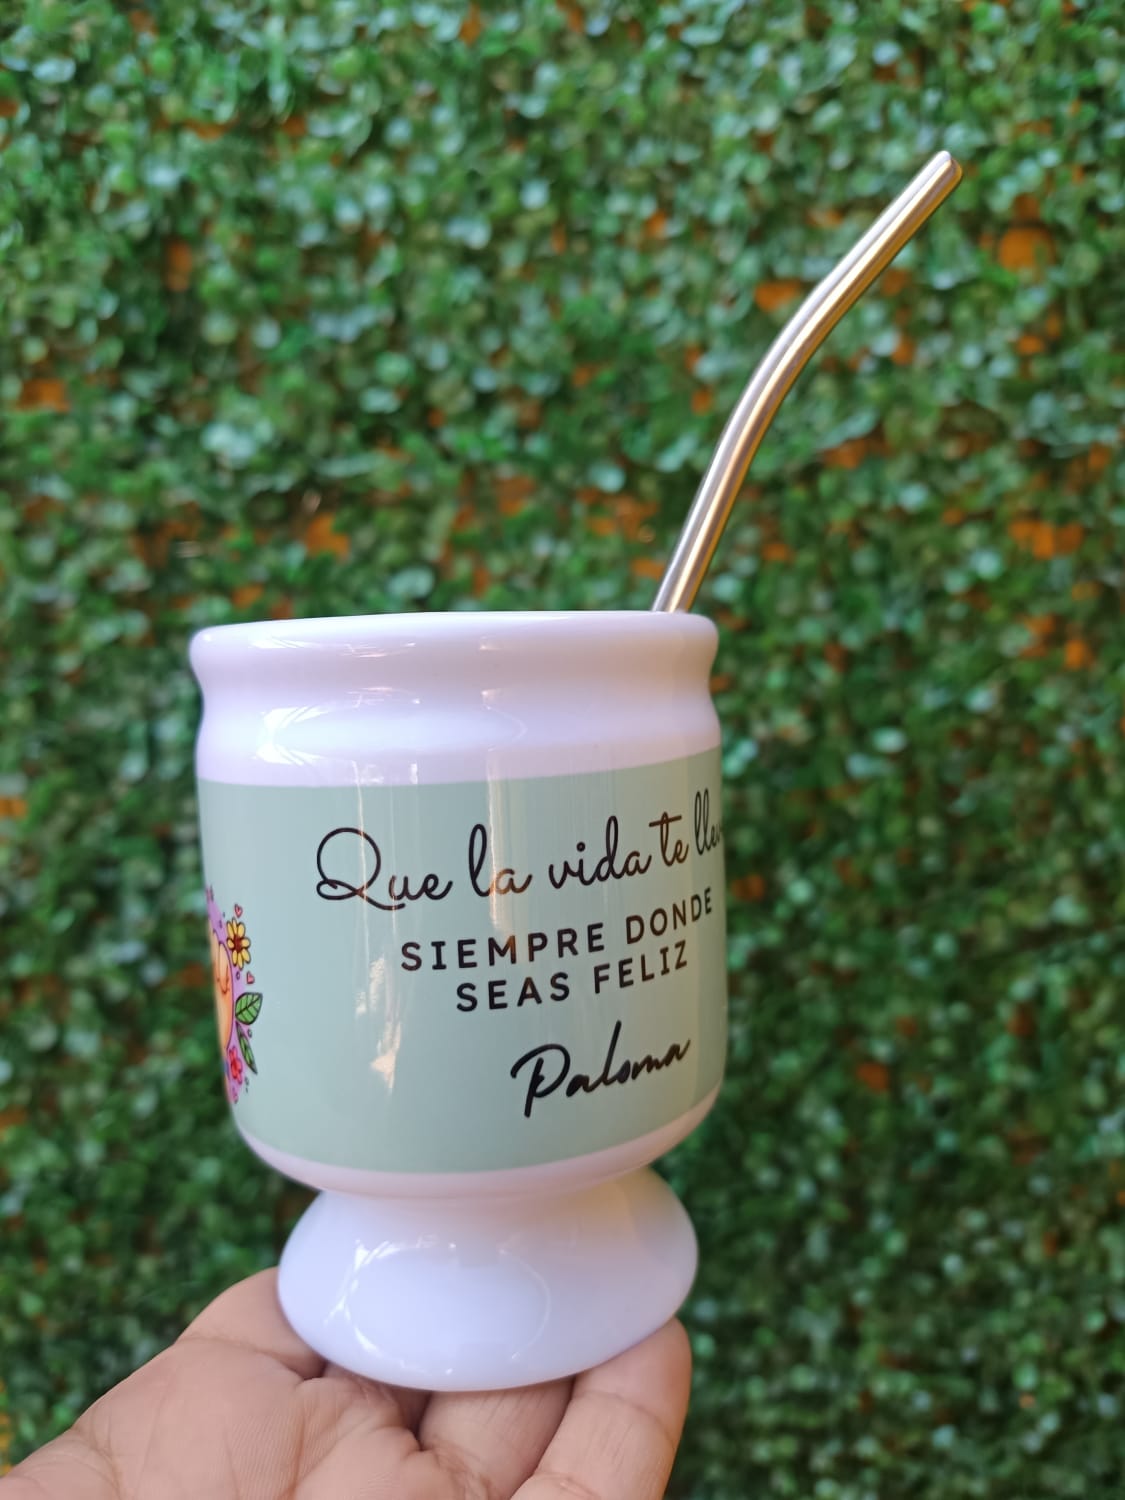 Que la vida te
SIEMPRE DONDE
SEAS FELIZ
Paloma